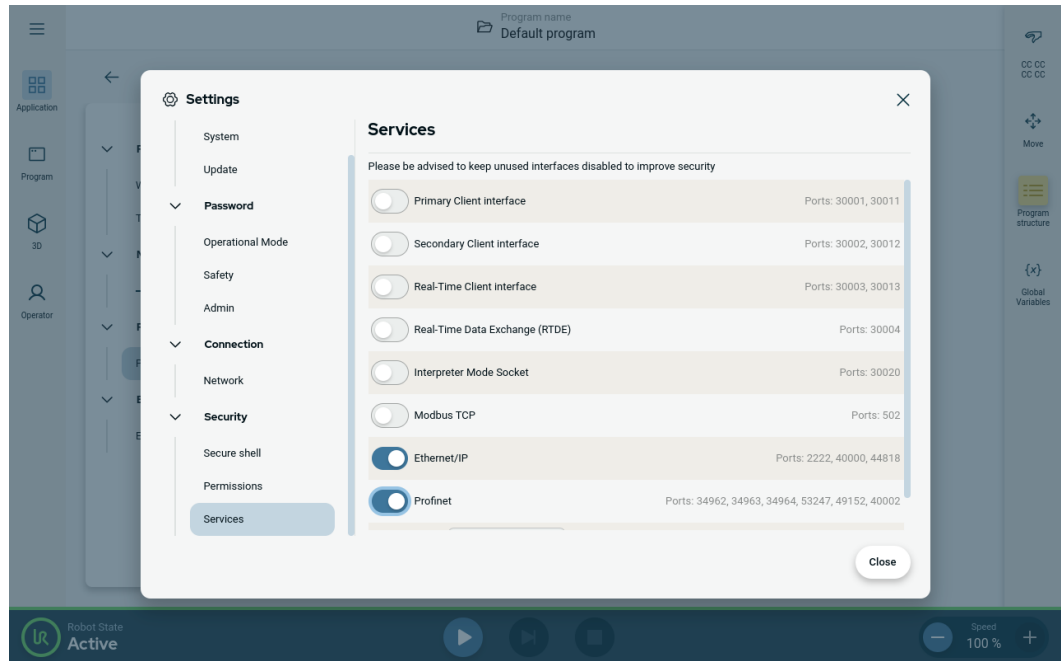 Program name
Default program
Application
Program
3D
Operator
Settings
System
Update
Password
Operational Mode
Safety
Admin
Connection
Network
Security
Secure shell
Permissions
Services
Services
Please be advised to keep unused interfaces disabled to improve security
Primary Client interface Ports: 30001, 30011
Secondary Client interface Ports: 30002, 30012
Real-Time Client interface Ports: 30003, 30013
Real-Time Data Exchange (RTDE) Ports: 30004
Interpreter Mode Socket Ports: 30020
Modbus TCP Ports: 502
Ethernet/IP Ports: 2222, 40000, 44818
Profinet Ports: 34962, 34963, 34964, 53247, 49152, 40002
Close
CC CC
CC CC
Move
Program
structure
{x}
Global
Variables
UR
Robot State
Active
Speed
100 %